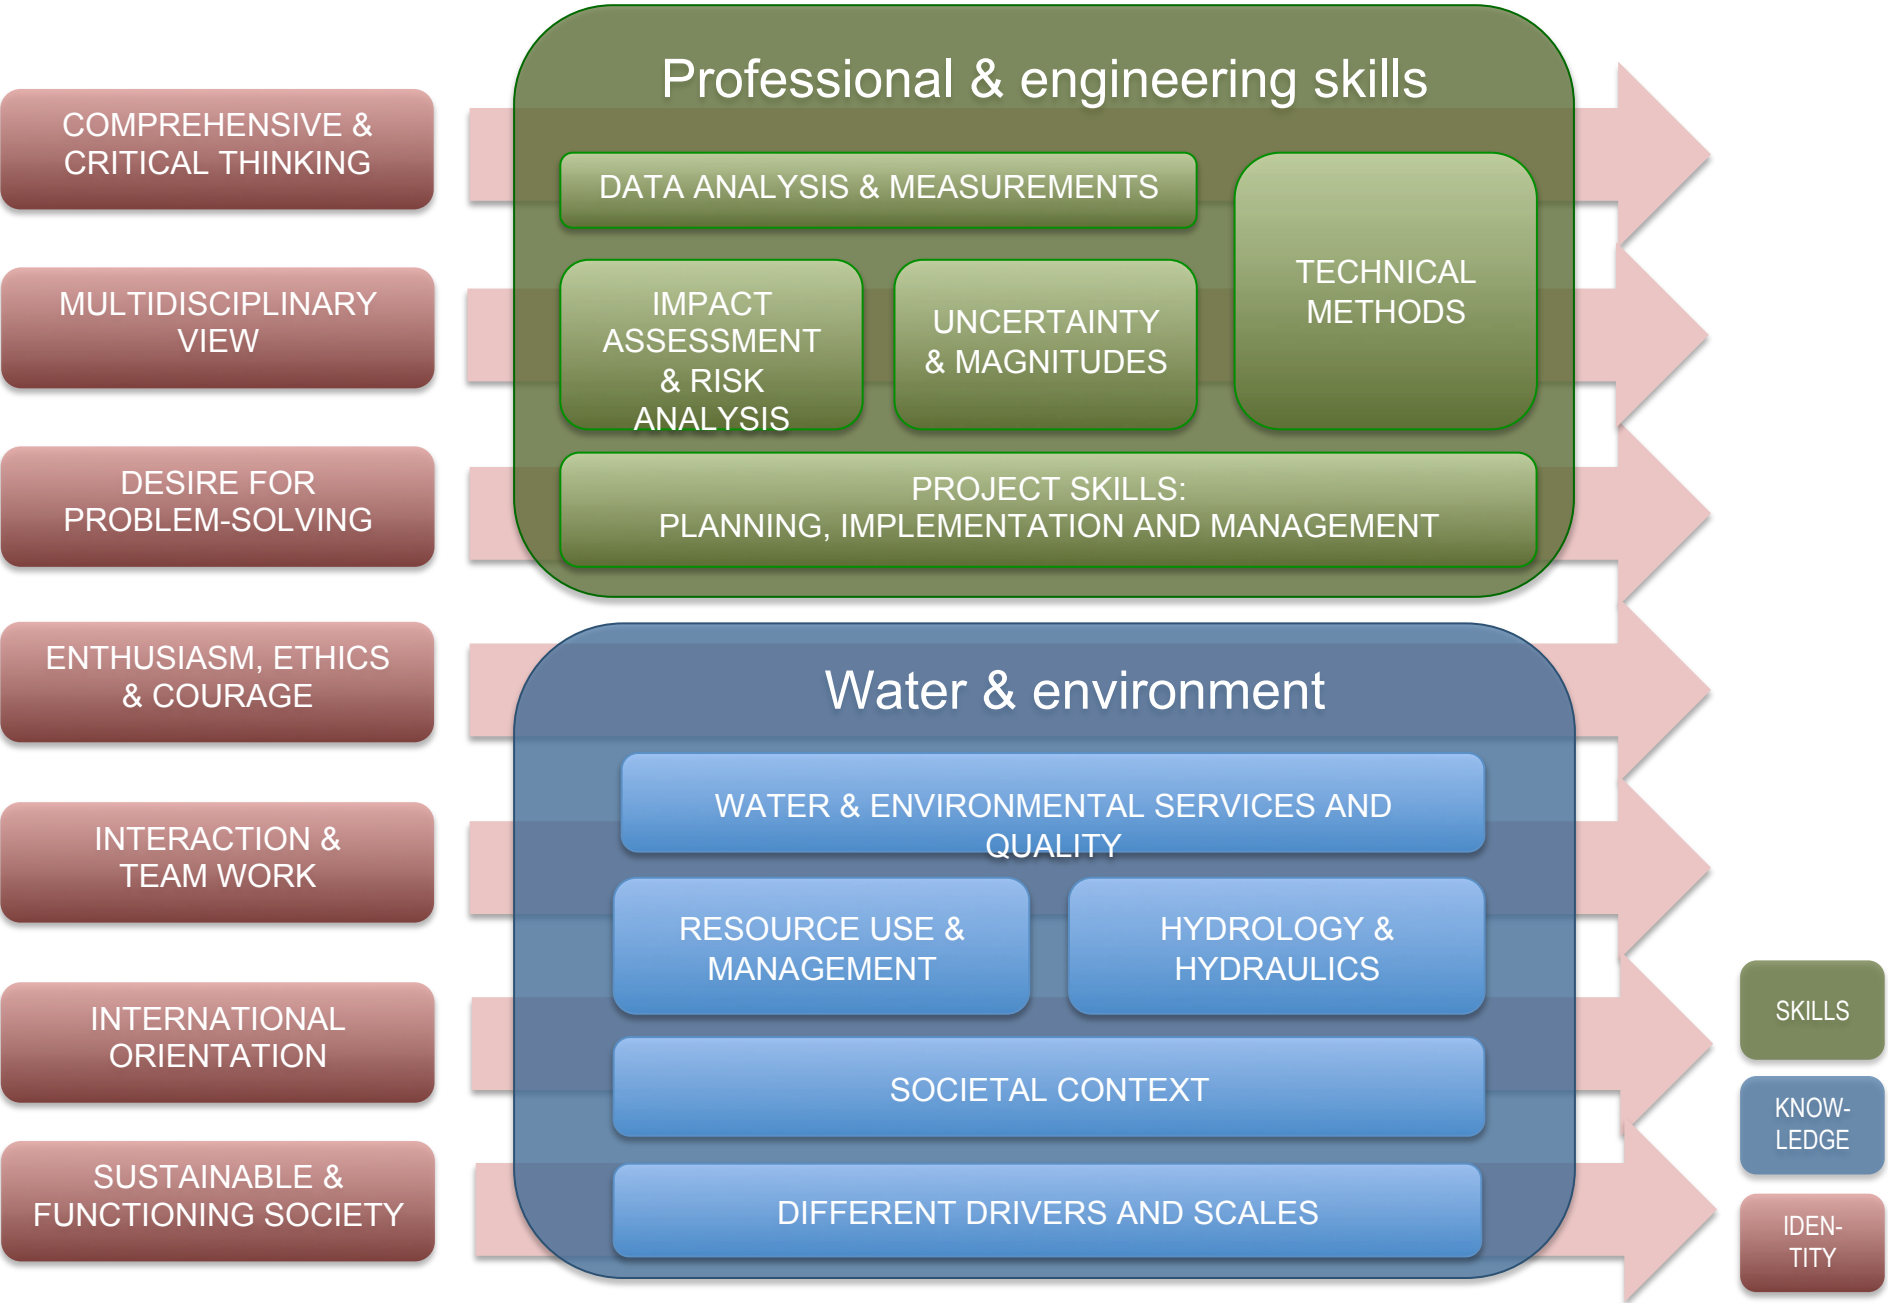 Professional & engineering skills
COMPREHENSIVE &
CRITICAL THINKING
DATA ANALYSIS & MEASUREMENTS
TECHNICAL
METHODS
MULTIDISCIPLINARY
VIEW
IMPACT
ASSESSMENT
& RISK
ANALYSIS
UNCERTAINTY
& MAGNITUDES
DESIRE FOR
PROBLEM-SOLVING
PROJECT SKILLS:
PLANNING, IMPLEMENTATION AND MANAGEMENT
ENTHUSIASM, ETHICS
& COURAGE
Water & environment
WATER & ENVIRONMENTAL SERVICES AND
QUALITY
INTERACTION &
TEAM WORK
RESOURCE USE &
MANAGEMENT
HYDROLOGY &
HYDRAULICS
INTERNATIONAL
ORIENTATION
SOCIETAL CONTEXT
SUSTAINABLE &
FUNCTIONING SOCIETY
DIFFERENT DRIVERS AND SCALES
SKILLS
KNOW-
LEDGE
IDEN-
TITY